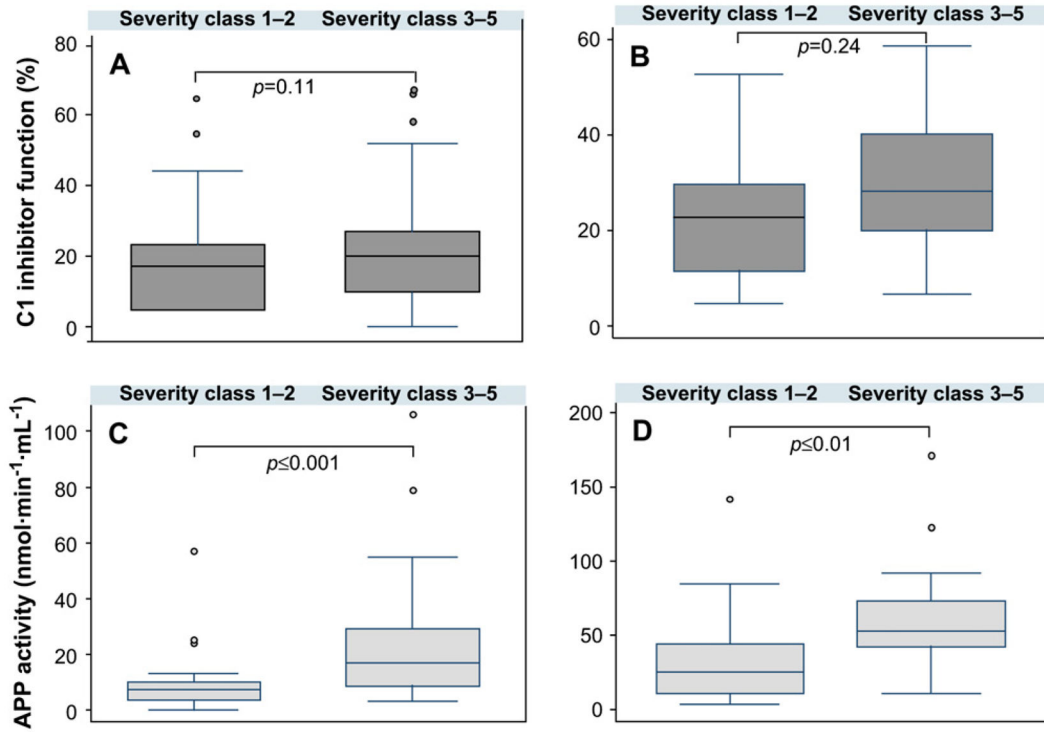 Severity class 1–2 Severity class 3–5
A
p=0.11
80
60
40
20
0
C1 inhibitor function (%)
Severity class 1–2 Severity class 3–5
B
p=0.24
60
40
20
0
Severity class 1–2 Severity class 3–5
C
p≤0.001
100
80
60
40
20
0
APP activity (nmol·min⁻¹·mL⁻¹)
Severity class 1–2 Severity class 3–5
D
p≤0.01
200
150
100
50
0